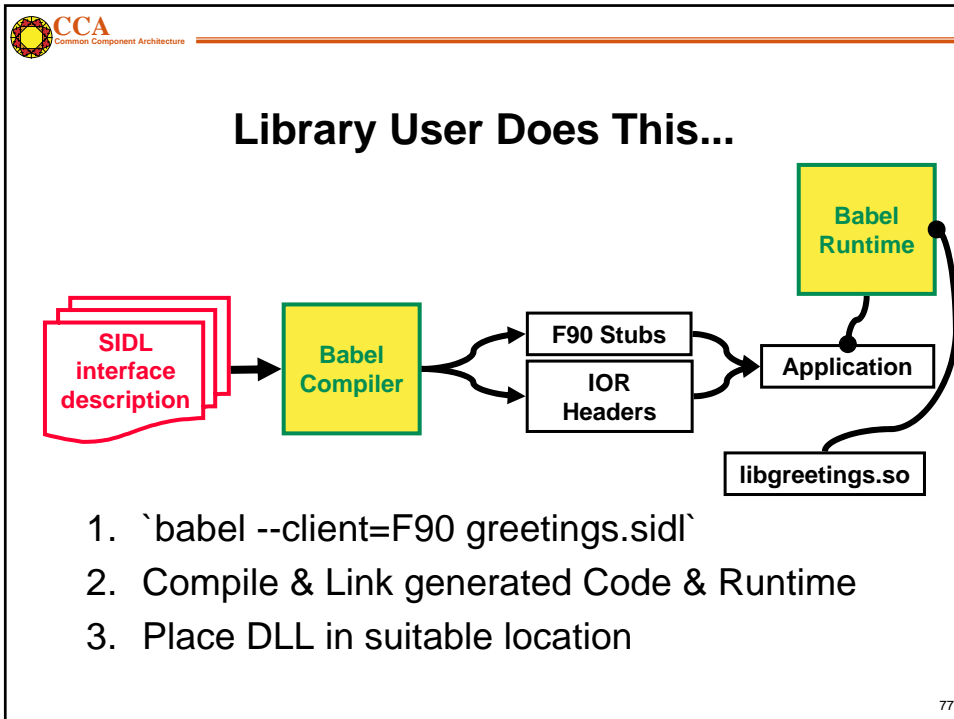 CCA
Common Component Architecture
Library User Does This...
Babel
Runtime
SIDL
interface
description
Babel
Compiler
F90 Stubs
IOR
Headers
Application
libgreetings.so
1. `babel --client=F90 greetings.sidl`
2. Compile & Link generated Code & Runtime
3. Place DLL in suitable location
77